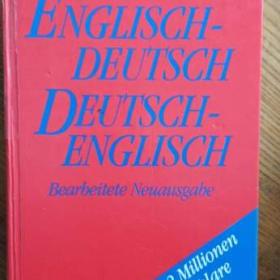 ENGLISCH-
DEUTSCH
DEUTSCH-
ENGLISCH
Bearbeitete Neuausgabe
Millionen